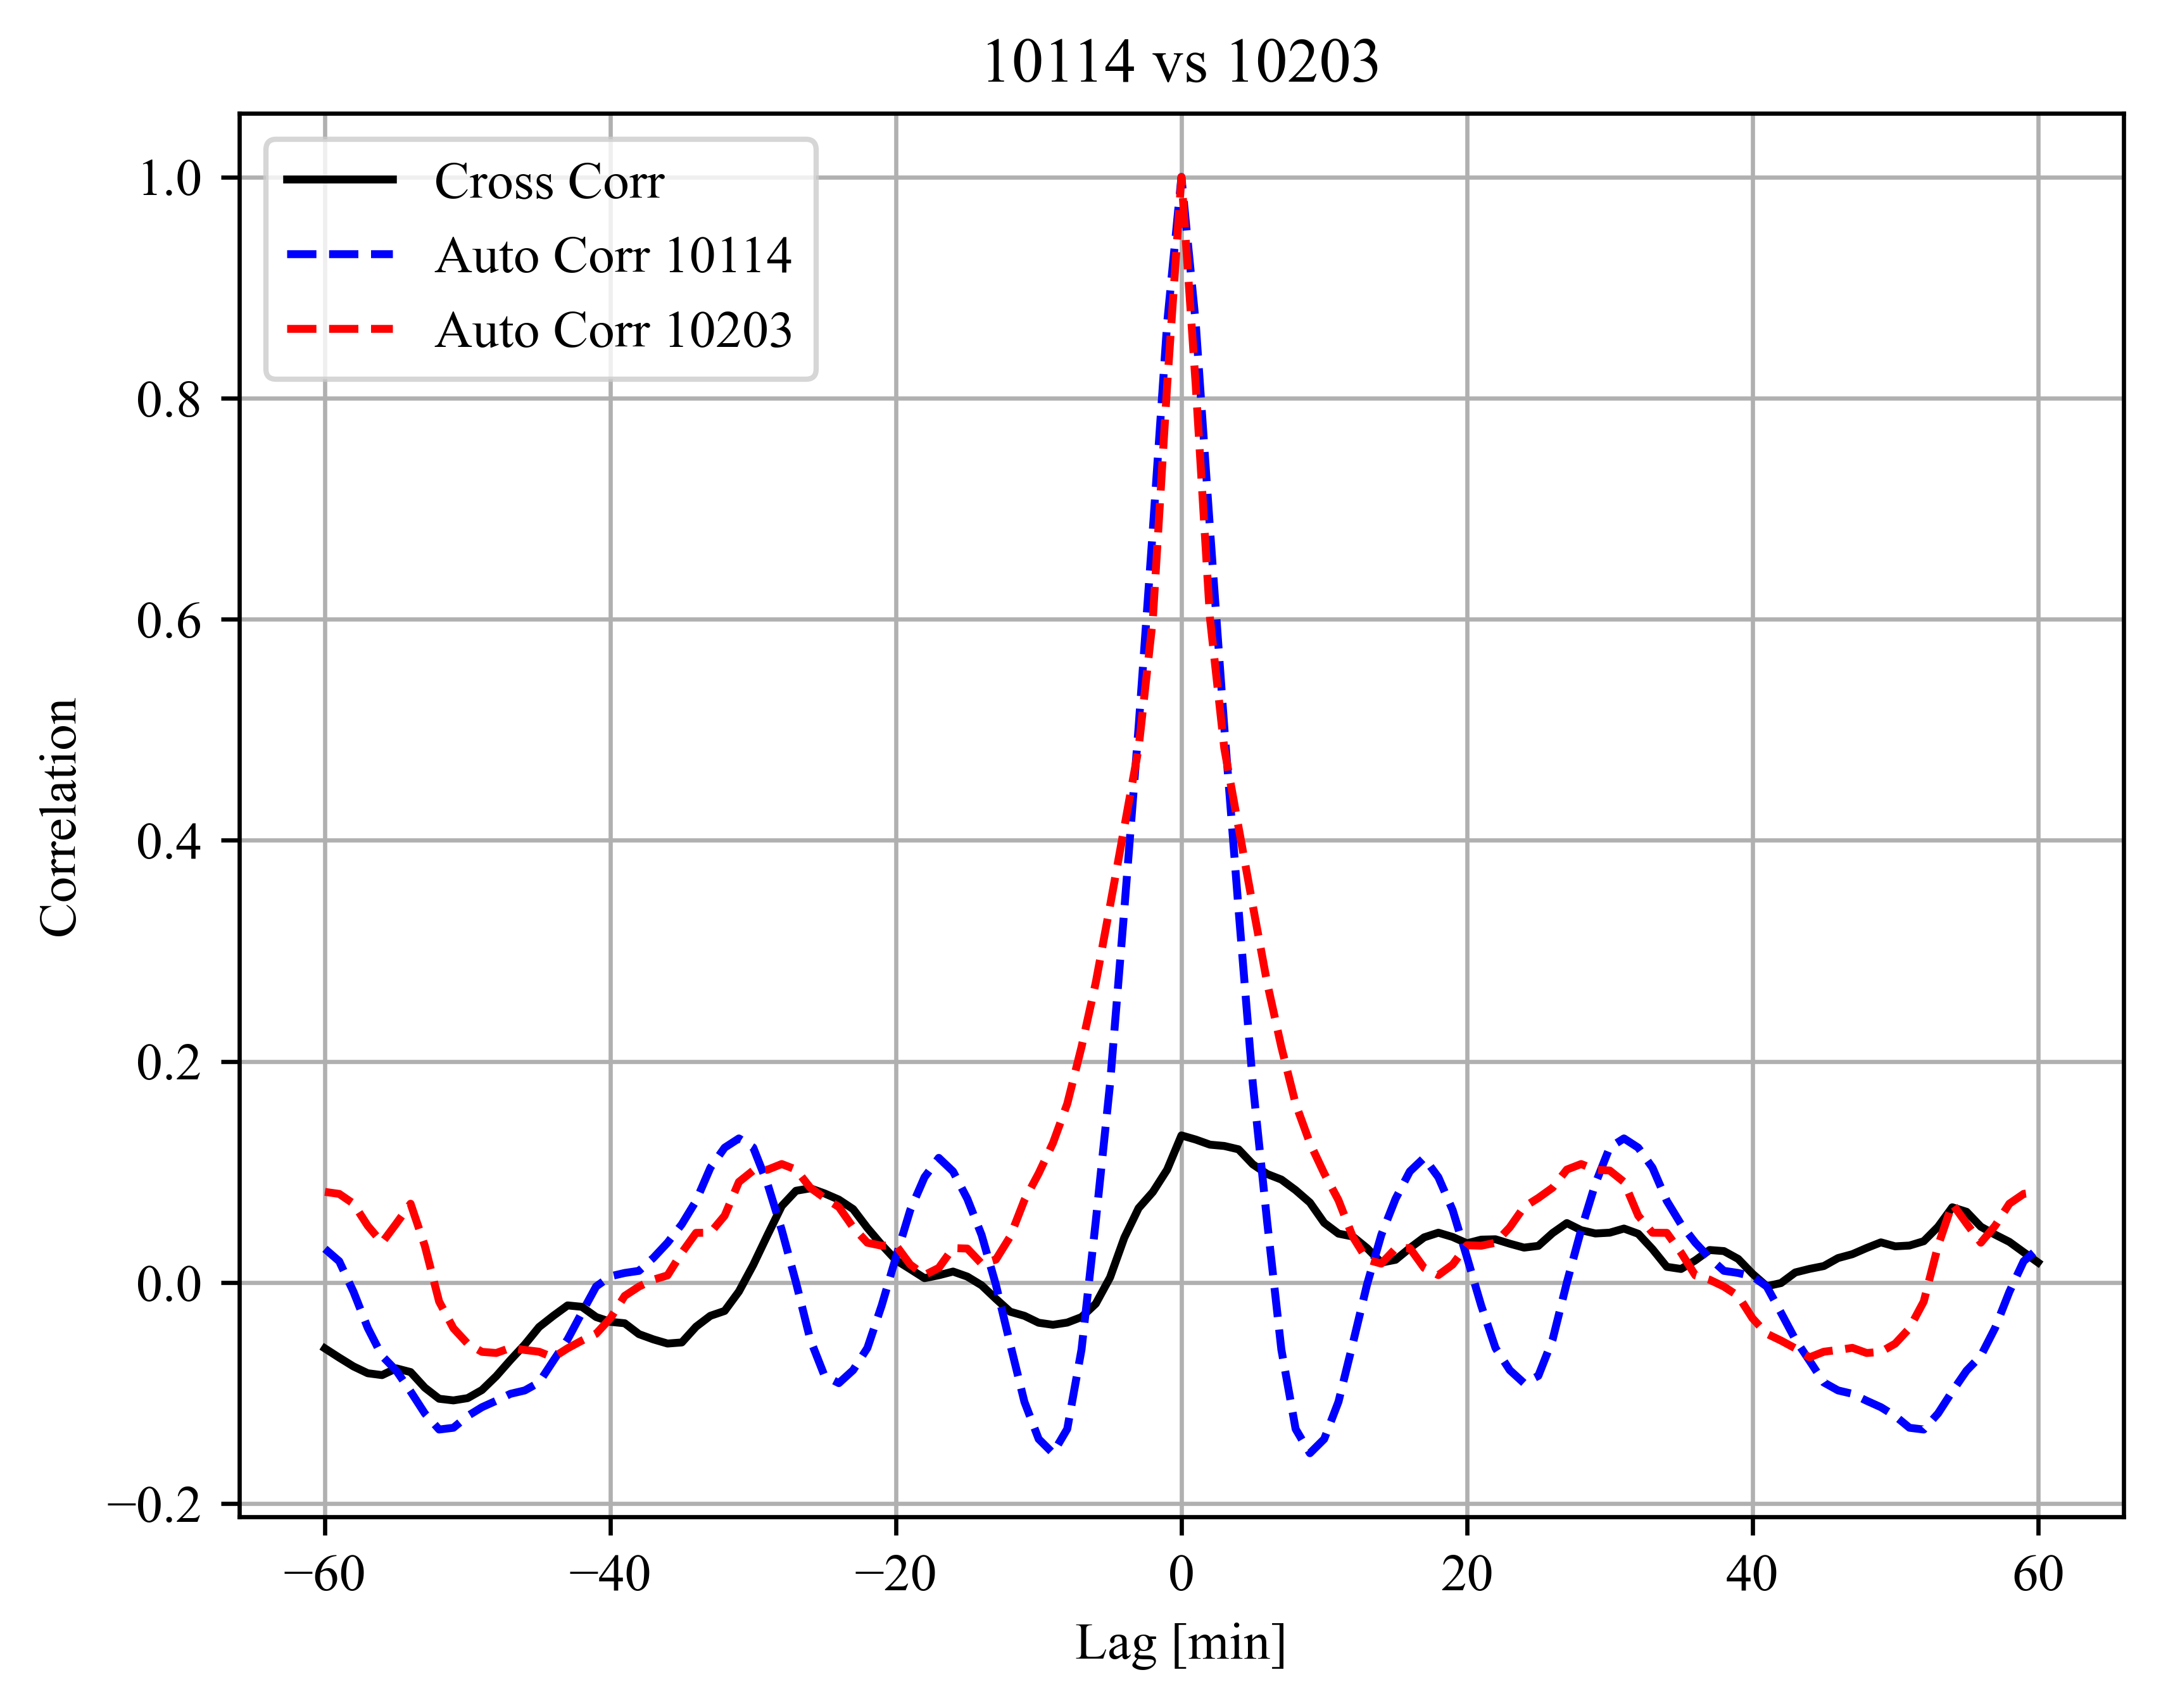 10114 vs 10203
Cross Corr
Auto Corr 10114
Auto Corr 10203
1.0
0.8
0.6
0.4
0.2
0.0
−0.2
Correlation
−60
−40
−20
0
20
40
60
Lag [min]